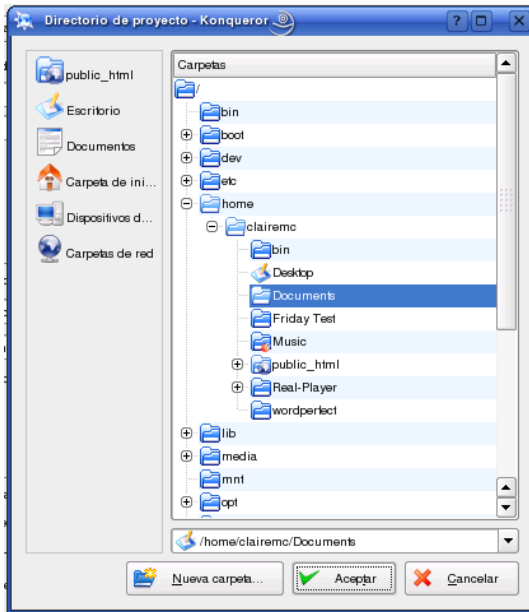 Directorio de proyecto - Konqueror
public_html
Escritorio
Documentos
Carpeta de ini...
Dispositivos d...
Carpetas de red
Carpetas
/
bin
boot
dev
etc
home
clairemc
bin
Desktop
Documents
Friday Test
Music
public_html
Real-Player
wordperfect
lib
media
mnt
opt
/home/clairemc/Documents
Nueva carpeta...
Aceptar
Cancelar